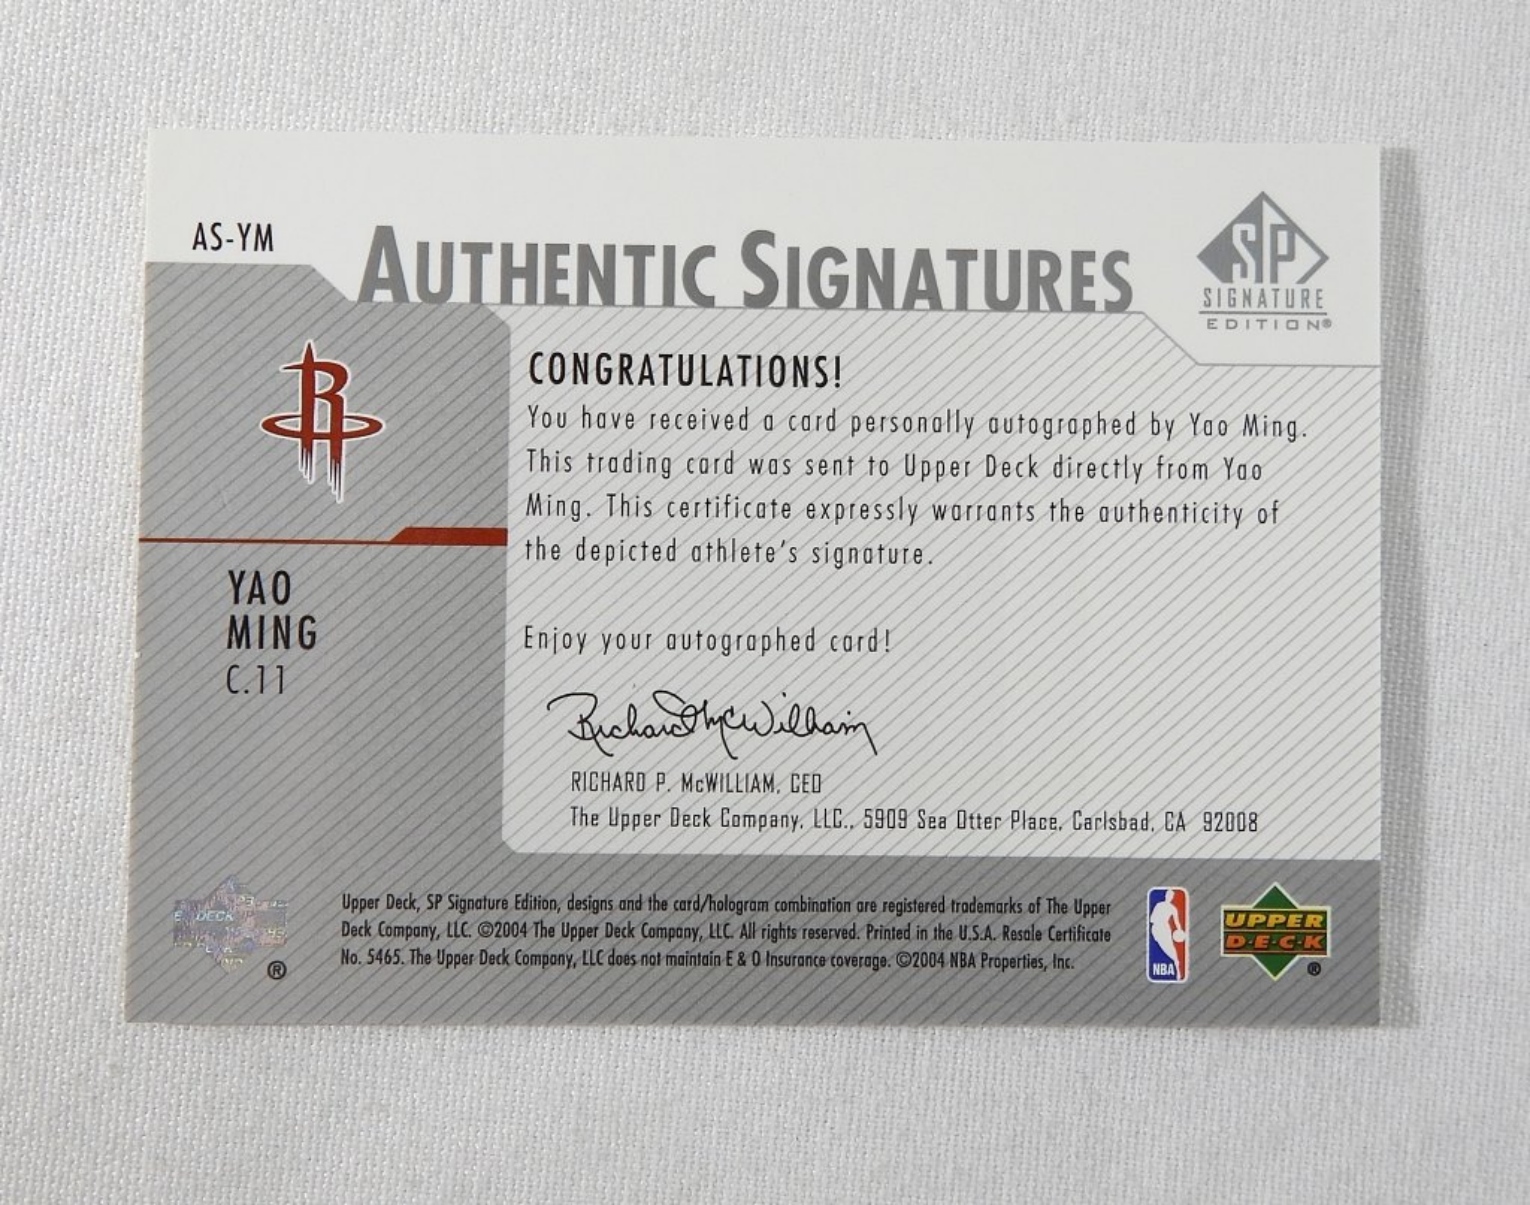 AS-YM
AUTHENTIC SIGNATURES
SP
SIGNATURE
EDITION®
CONGRATULATIONS!
You have received a card personally autographed by Yao Ming.
This trading card was sent to Upper Deck directly from Yao
Ming. This certificate expressly warrants the authenticity of
the depicted athlete's signature.
Enjoy your autographed card!
YAO
MING
C.11
Richard McWilliam
RICHARD P. McWILLIAM, CEO
The Upper Deck Company, LLC., 5909 Sea Otter Place, Carlsbad, CA 92008
DECK
®
Upper Deck, SP Signature Edition, designs and the card/hologram combination are registered trademarks of The Upper
Deck Company, LLC. ©2004 The Upper Deck Company, LLC. All rights reserved. Printed in the U.S.A. Resale Certificate
No. 5465. The Upper Deck Company, LLC does not maintain E & O Insurance coverage. ©2004 NBA Properties, Inc.
NBA
UPPER
D·E·C·K
®